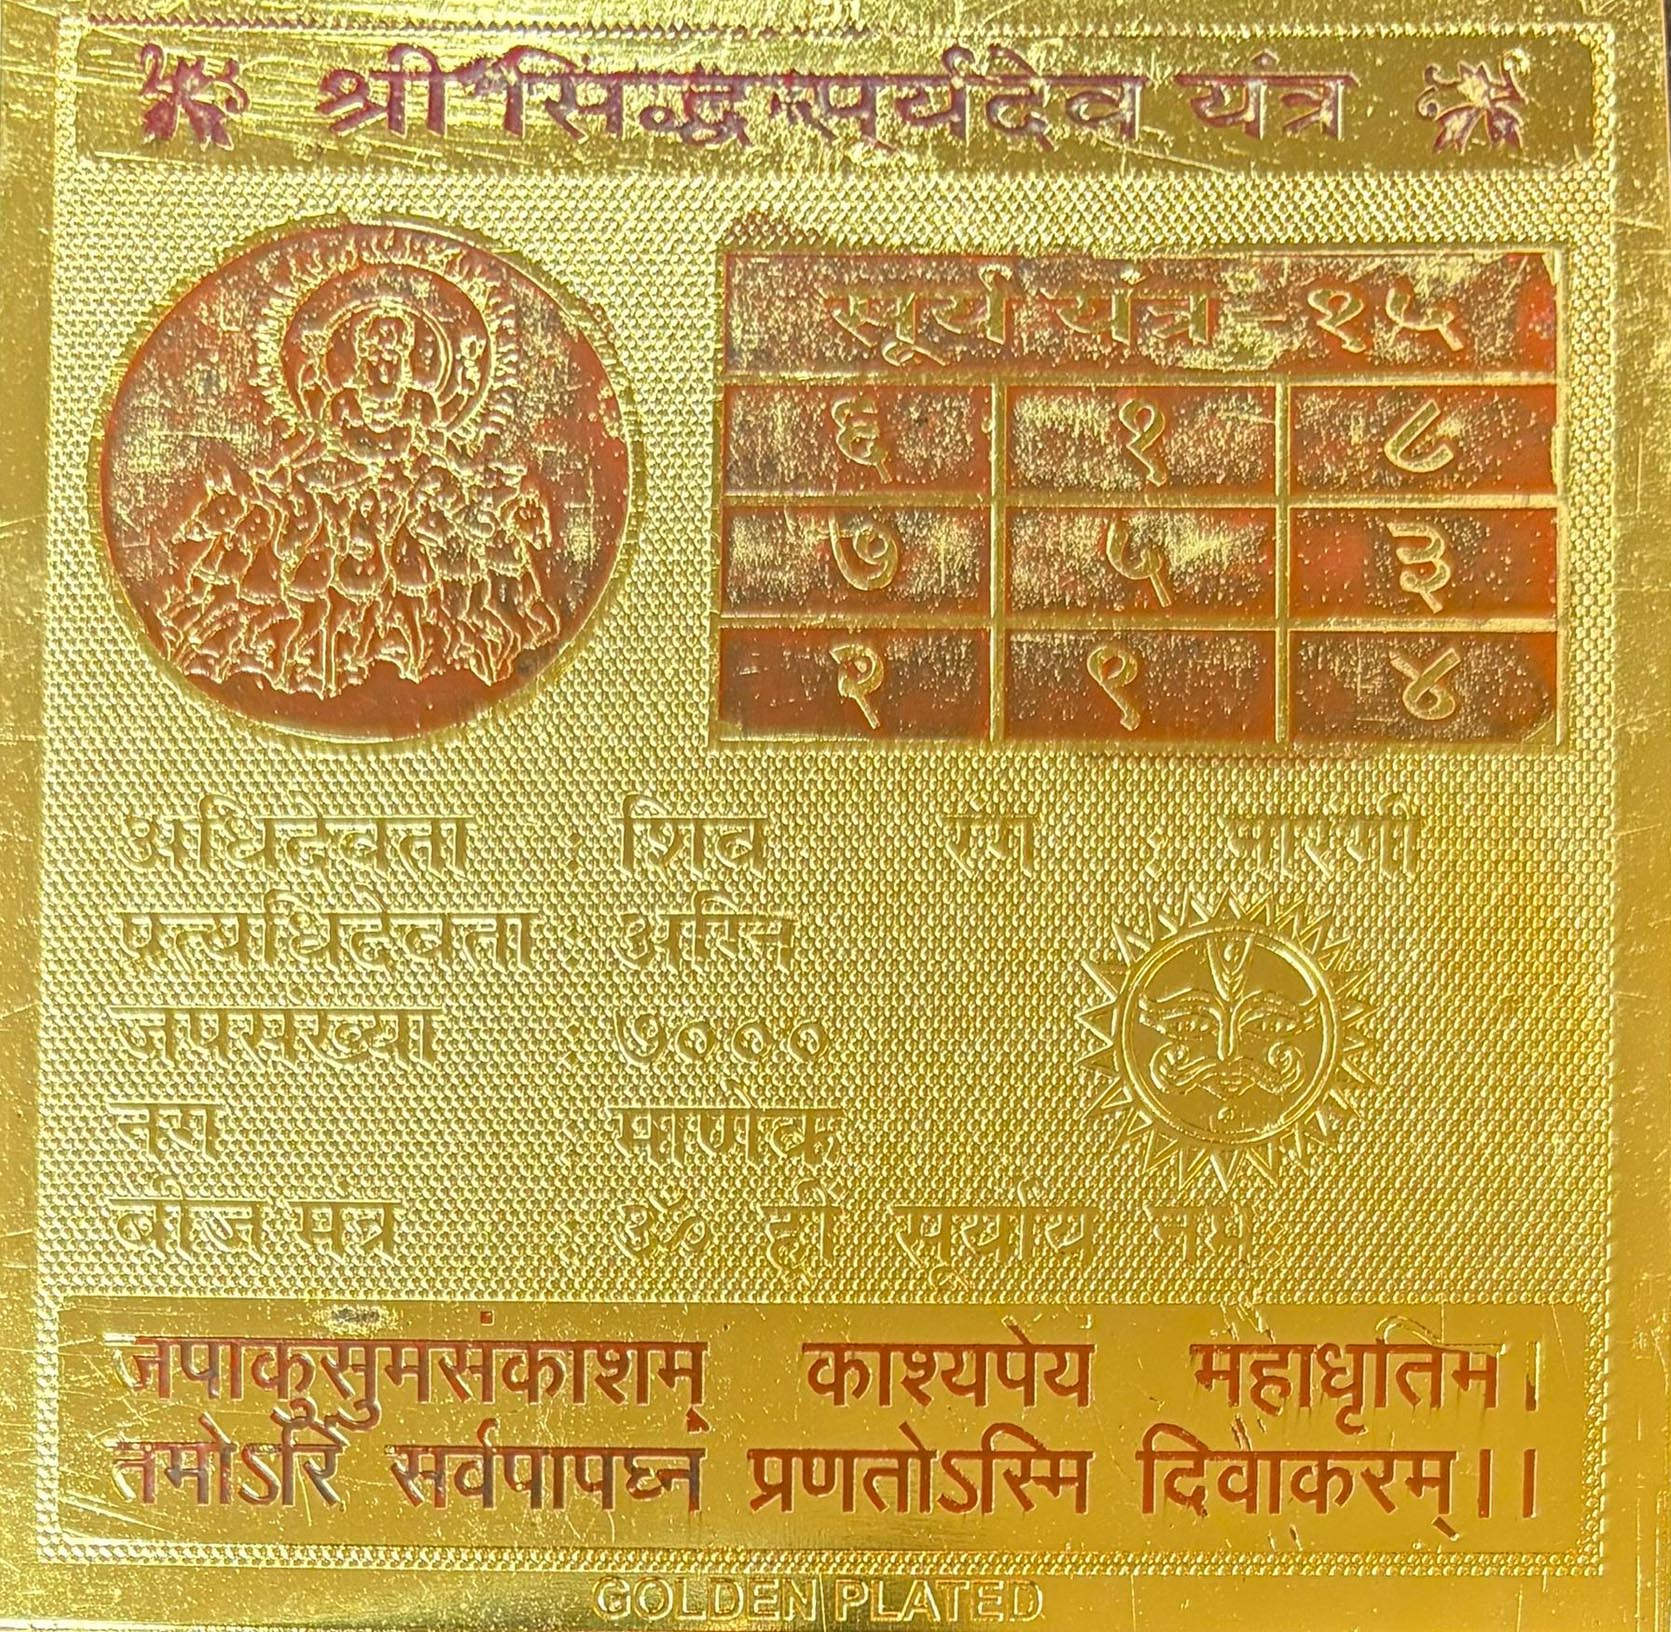 श्री सिद्ध सूर्यदेव यंत्र
सूर्य यंत्र - १५
६ १ ८
७ ५ ३
२ ९ ४
अधिदेवता : शिव रंग : नारंगी
प्रत्यधिदेवता : अग्नि
जपसंख्या : ७०००
नग : माणेक
बीज मंत्र : ॐ ह्रीं सूर्याय नमः
जपाकुसुमसंकाशम् काश्यपेय महाधृतिम।
तमोऽरिं सर्वपापघ्नं प्रणतोऽस्मि दिवाकरम्।।
GOLDEN PLATED